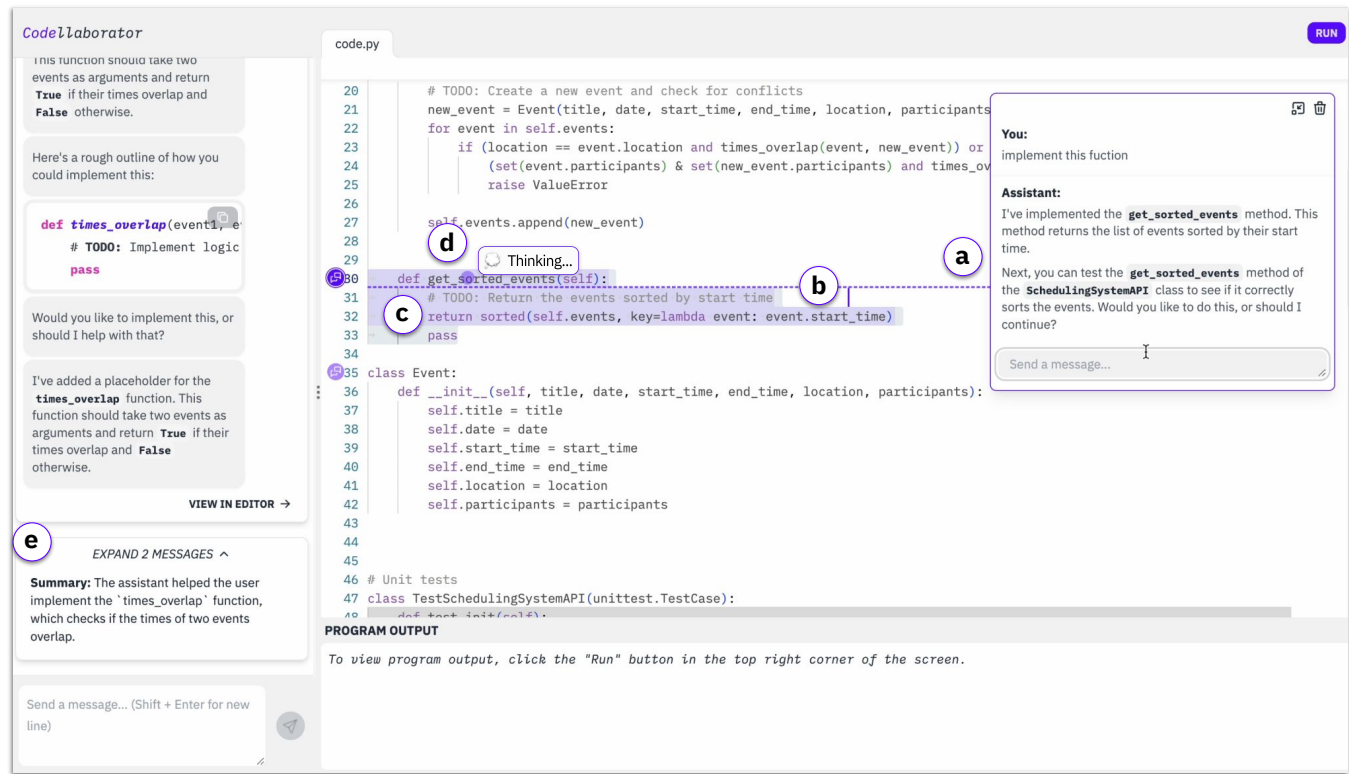 Codellaborator
This function should take two
events as arguments and return
True if their times overlap and
False otherwise.
Here's a rough outline of how you
could implement this:
def times_overlap(event1, e
# TODO: Implement logic
pass
Would you like to implement this, or
should I help with that?
I've added a placeholder for the
times_overlap function. This
function should take two events as
arguments and return True if their
times overlap and False
otherwise.
VIEW IN EDITOR →
e
EXPAND 2 MESSAGES
Summary: The assistant helped the user
implement the `times_overlap` function,
which checks if the times of two events
overlap.
Send a message... (Shift + Enter for new
line)
code.py
RUN
20 # TODO: Create a new event and check for conflicts
21 new_event = Event(title, date, start_time, end_time, location, participants
22 for event in self.events:
23 if (location == event.location and times_overlap(event, new_event)) or
24 (set(event.participants) & set(new_event.participants) and times_ov
25 raise ValueError
26
27 self.events.append(new_event)
28
d
29
Thinking...
30 def get_sorted_events(self):
b
31 # TODO: Return the events sorted by start time
c
32 return sorted(self.events, key=lambda event: event.start_time)
33 pass
34
35 class Event:
36 def __init__(self, title, date, start_time, end_time, location, participants):
37 self.title = title
38 self.date = date
39 self.start_time = start_time
40 self.end_time = end_time
41 self.location = location
42 self.participants = participants
43
44
45
46 # Unit tests
47 class TestSchedulingSystemAPI(unittest.TestCase):
48 def test_init(self):
a
You:
implement this fuction
Assistant:
I've implemented the get_sorted_events method. This
method returns the list of events sorted by their start
time.
Next, you can test the get_sorted_events method of
the SchedulingSystemAPI class to see if it correctly
sorts the events. Would you like to do this, or should I
continue?
Send a message...
PROGRAM OUTPUT
To view program output, click the "Run" button in the top right corner of the screen.